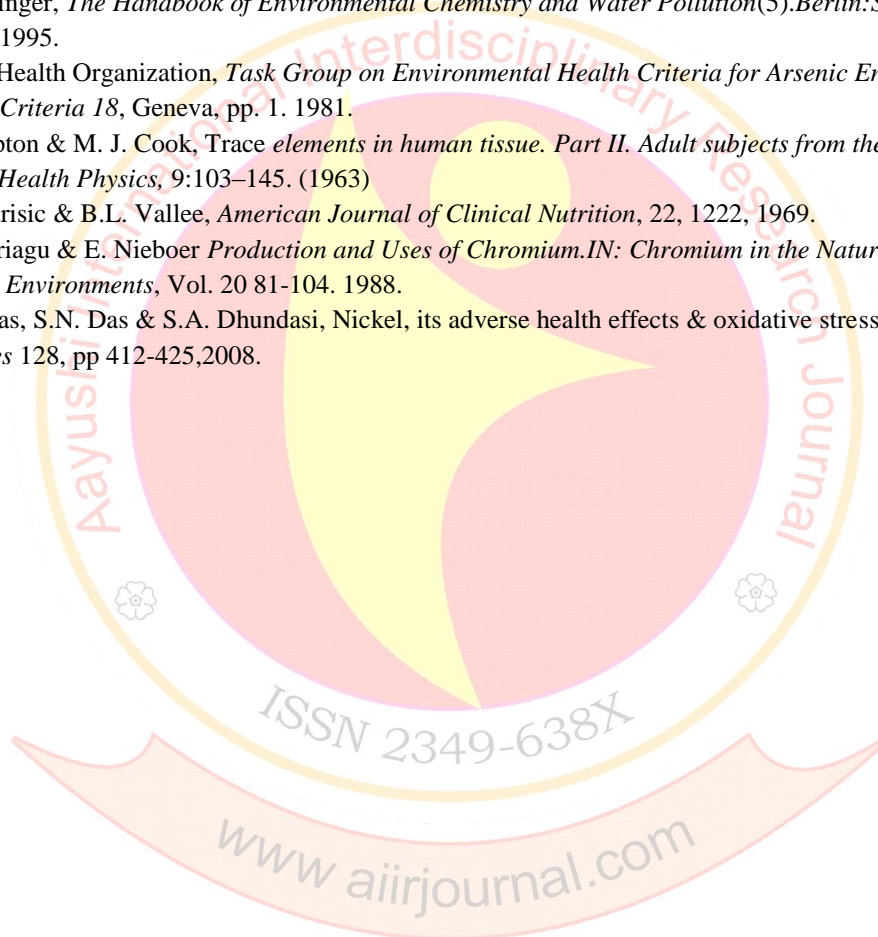 inger, The Handbook of Environmental Chemistry and Water Pollution(5).Berlin:S
1995.
Health Organization, Task Group on Environmental Health Criteria for Arsenic En
Criteria 18, Geneva, pp. 1. 1981.
pton & M. J. Cook, Trace elements in human tissue. Part II. Adult subjects from the
Health Physics, 9:103–145. (1963)
risic & B.L. Vallee, American Journal of Clinical Nutrition, 22, 1222, 1969.
riagu & E. Nieboer Production and Uses of Chromium.IN: Chromium in the Natur
Environments, Vol. 20 81-104. 1988.
as, S.N. Das & S.A. Dhundasi, Nickel, its adverse health effects & oxidative stress
es 128, pp 412-425,2008.
Aayushi International Interdisciplinary Research Journal
ISSN 2349-638X
www aiirjournal.com